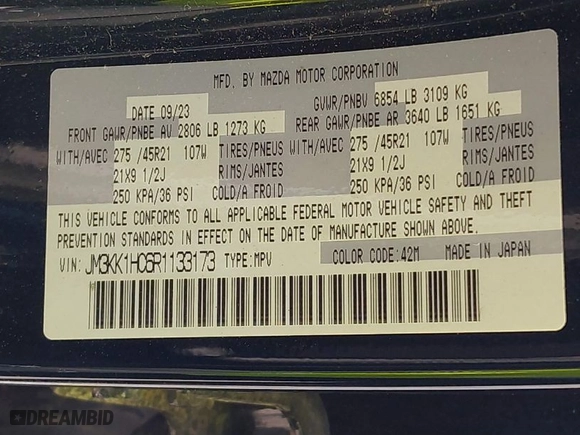 MFD. BY MAZDA MOTOR CORPORATION
DATE 09/23 GVWR/PNBV 6854 LB 3109 KG
FRONT GAWR/PNBE AV 2806 LB 1273 KG REAR GAWR/PNBE AR 3640 LB 1651 KG
WITH/AVEC 275 /45R21 107W TIRES/PNEUS WITH/AVEC 275 /45R21 107W TIRES/PNEUS
21X9 1/2J RIMS/JANTES 21X9 1/2J RIMS/JANTES
250 KPA/36 PSI COLD/A FROID 250 KPA/36 PSI COLD/A FROID
THIS VEHICLE CONFORMS TO ALL APPLICABLE FEDERAL MOTOR VEHICLE SAFETY AND THEFT
PREVENTION STANDARDS IN EFFECT ON THE DATE OF MANUFACTURE SHOWN ABOVE.
VIN: JM3KK1HC6R1133173 TYPE:MPV COLOR CODE:42M MADE IN JAPAN
DREAMBID